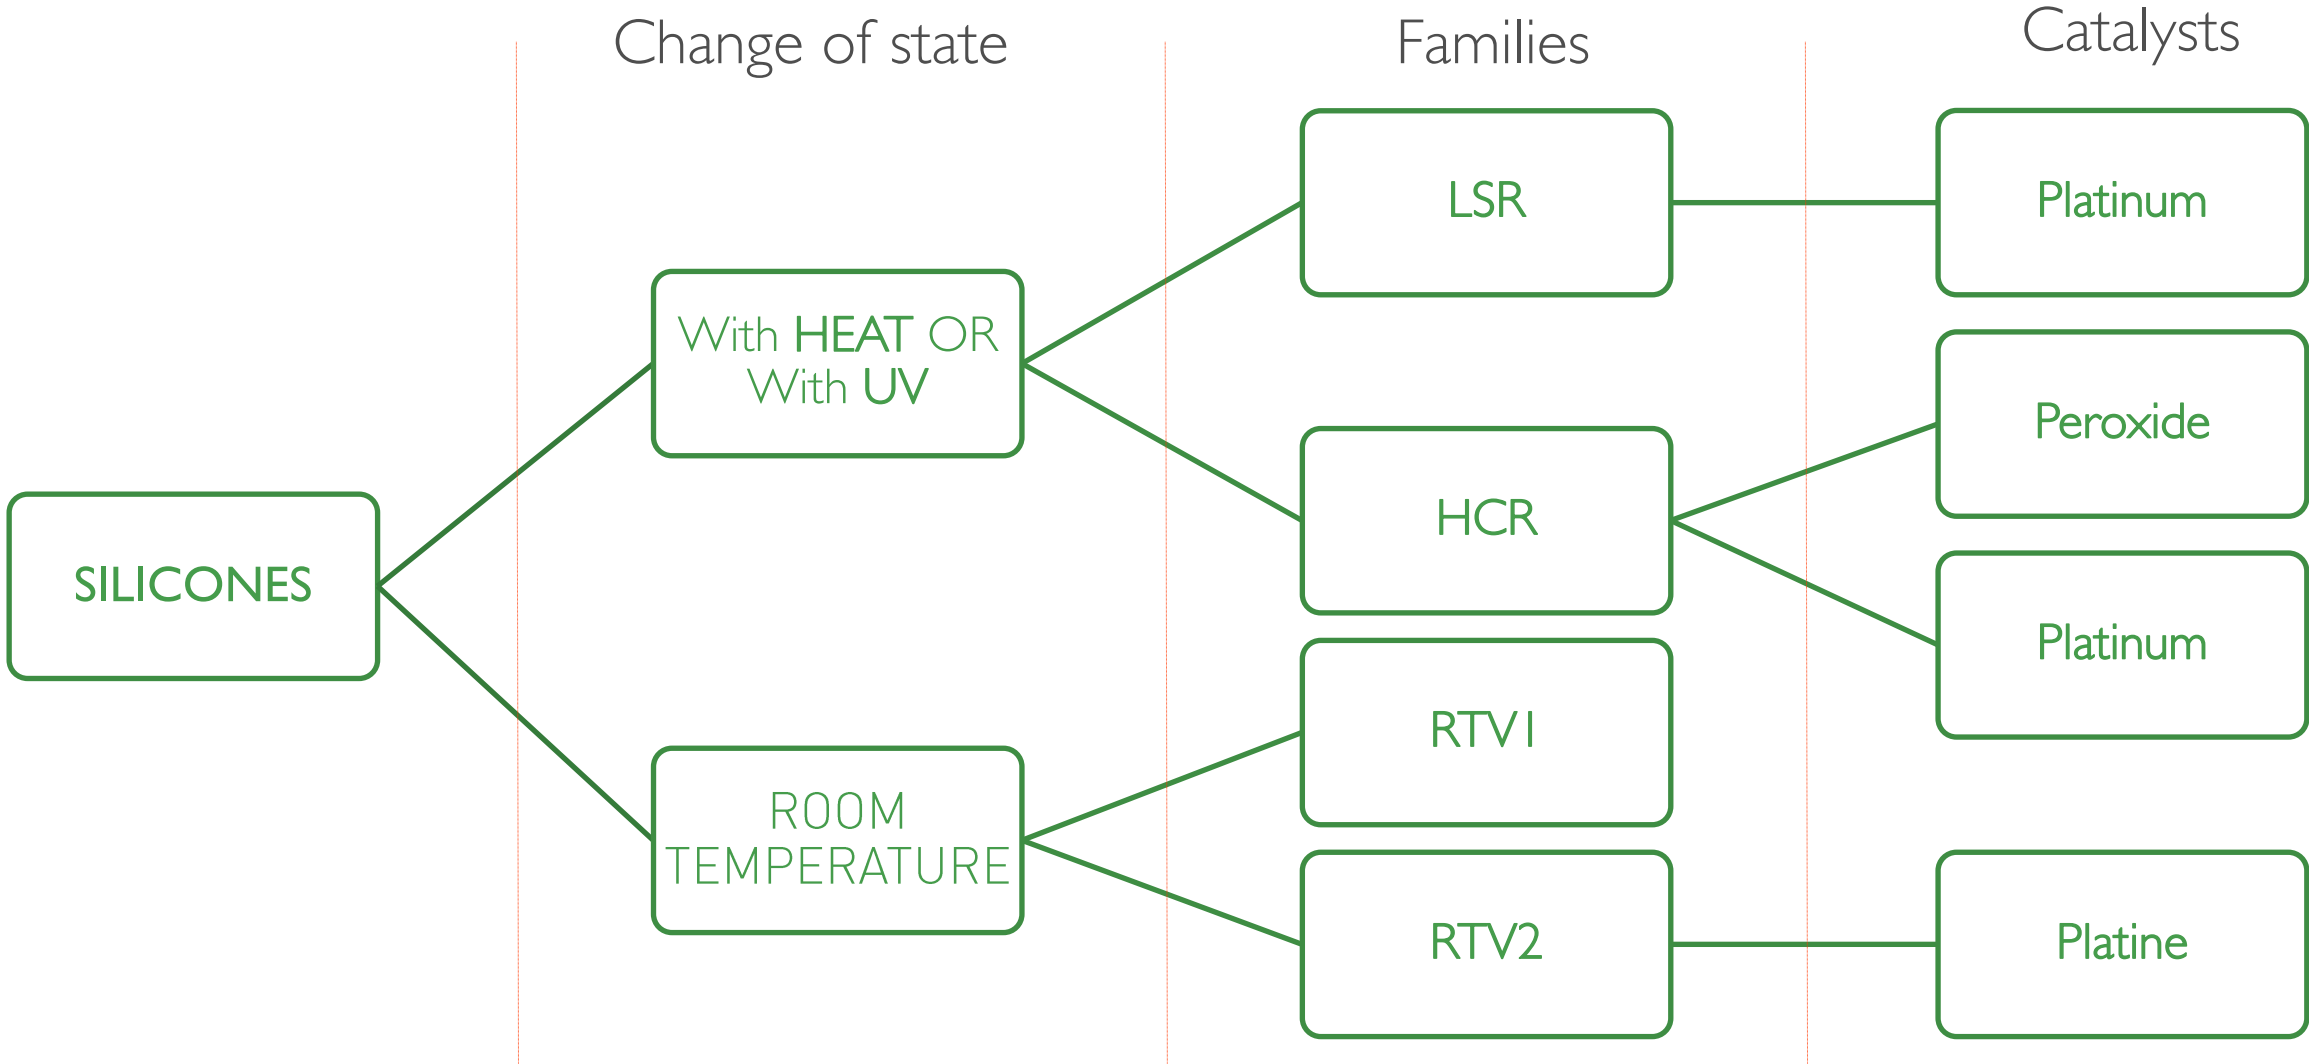 Change of state
Families
Catalysts
SILICONES
With HEAT OR
With UV
ROOM
TEMPERATURE
LSR
HCR
RTV1
RTV2
Platinum
Peroxide
Platinum
Platine